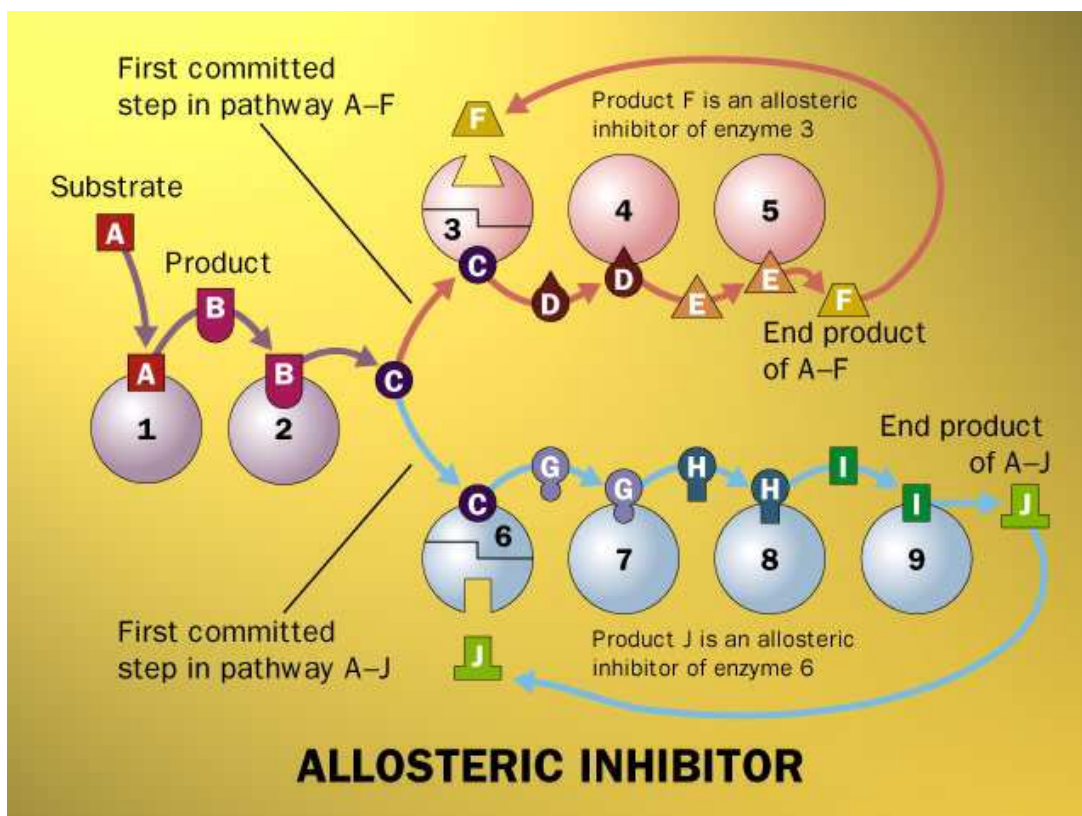 First committed
step in pathway A–F
F
Product F is an allosteric
inhibitor of enzyme 3
Substrate
A
3
4
5
Product
B
C
D
D
E
E
F
End product
of A–F
A
B
C
1
2
End product
of A–J
G
H
I
C
G
H
I
J
6
7
8
9
First committed
step in pathway A–J
J
Product J is an allosteric
inhibitor of enzyme 6
ALLOSTERIC INHIBITOR